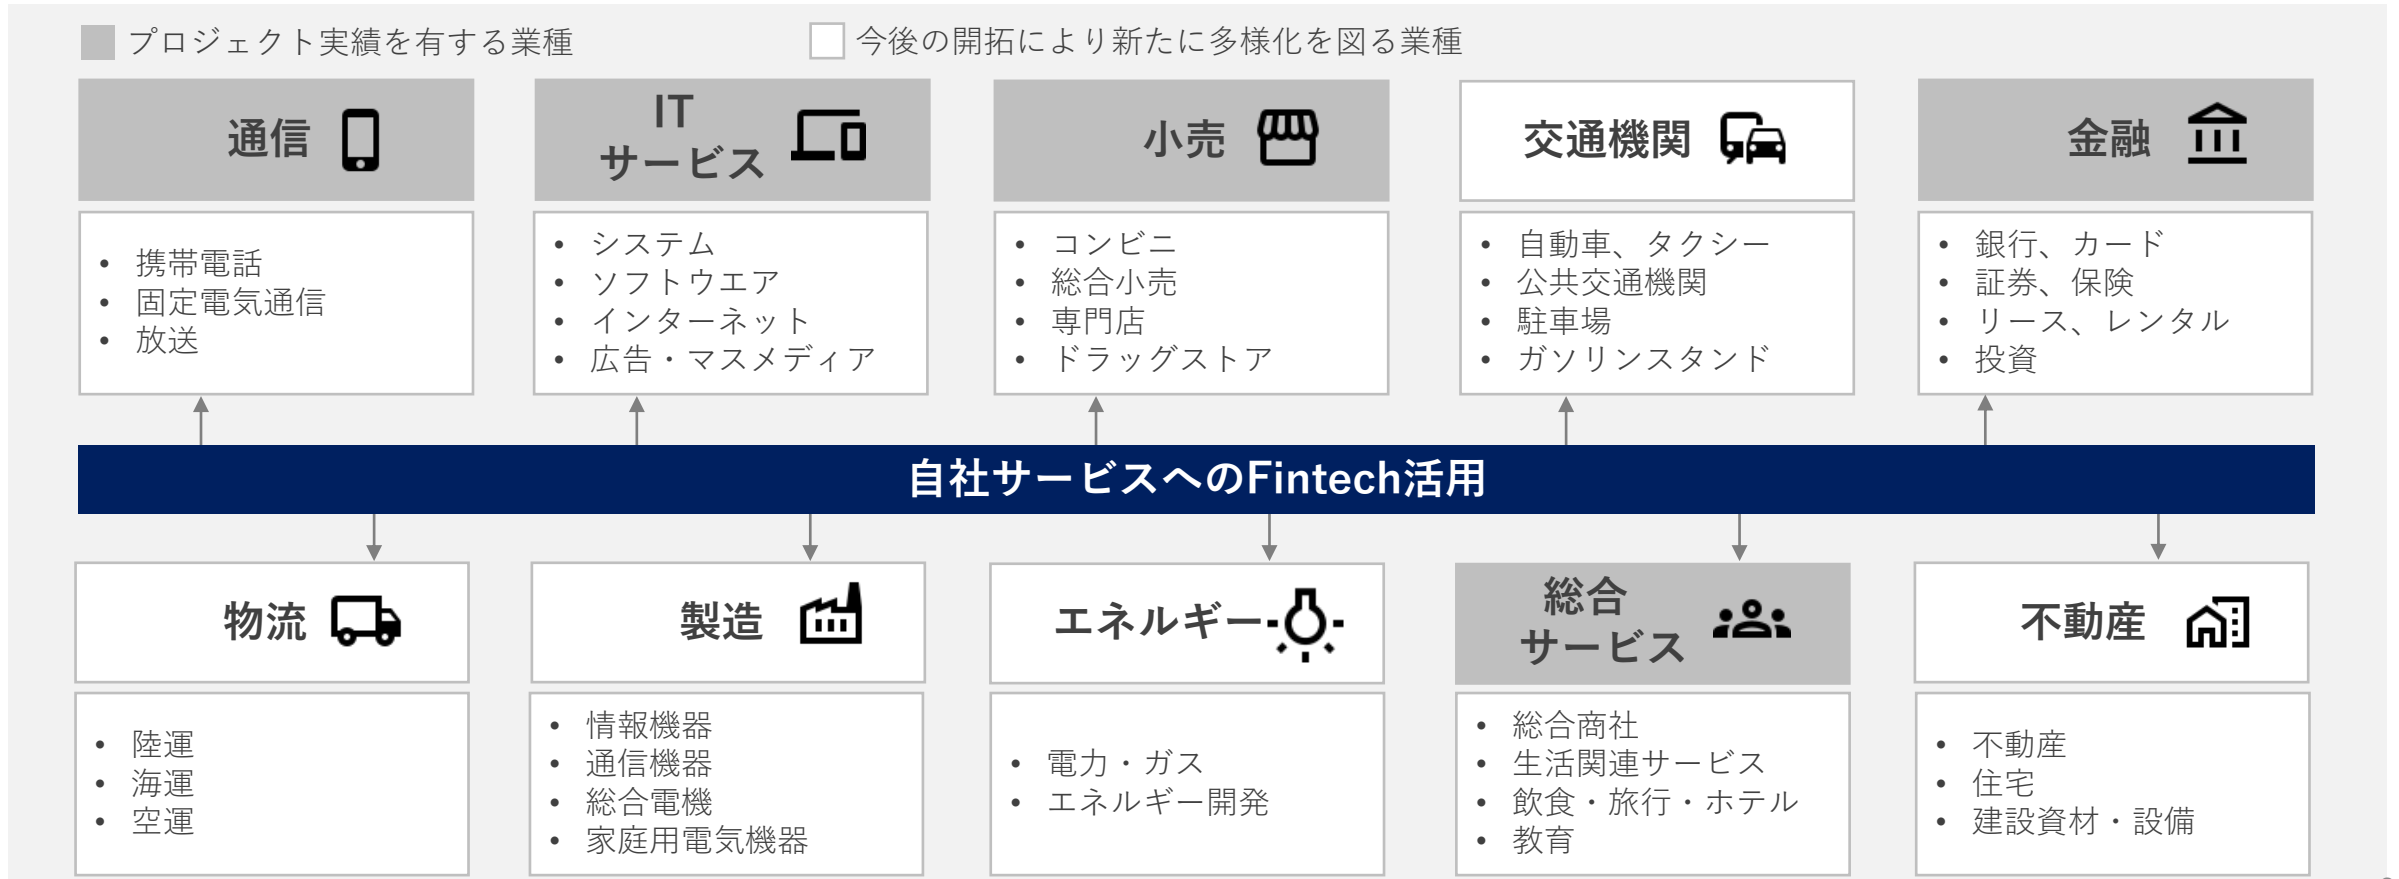 プロジェクト実績を有する業種
今後の開拓により新たに多様化を図る業種
通信
IT
サービス
小売
交通機関
金融
• 携帯電話
• 固定電気通信
• 放送
• システム
• ソフトウエア
• インターネット
• 広告・マスメディア
• コンビニ
• 総合小売
• 専門店
• ドラッグストア
• 自動車、タクシー
• 公共交通機関
• 駐車場
• ガソリンスタンド
• 銀行、カード
• 証券、保険
• リース、レンタル
• 投資
自社サービスへのFintech活用
物流
製造
エネルギー
総合
サービス
不動産
• 陸運
• 海運
• 空運
• 情報機器
• 通信機器
• 総合電機
• 家庭用電気機器
• 電力・ガス
• エネルギー開発
• 総合商社
• 生活関連サービス
• 飲食・旅行・ホテル
• 教育
• 不動産
• 住宅
• 建設資材・設備